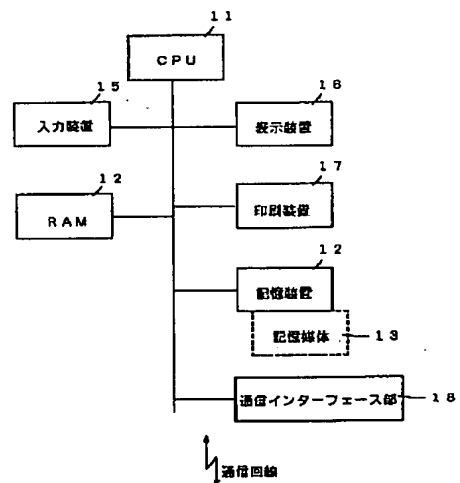 11
CPU
15
入力装置
16
表示装置
12
RAM
17
印刷装置
12
記憶装置
記憶媒体
13
通信インターフェース部
18
通信回線